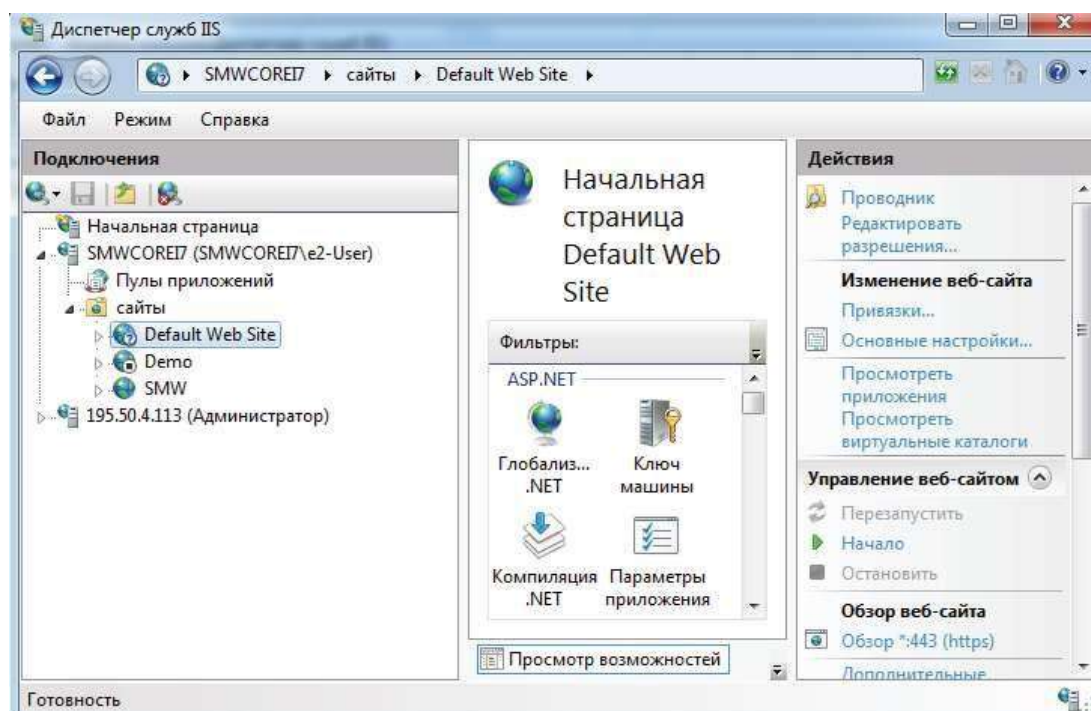 Диспетчер служб IIS
SMWCOREI7 сайты Default Web Site
Файл Режим Справка
Подключения
Начальная страница
SMWCOREI7 (SMWCOREI7\e2-User)
Пулы приложений
сайты
Default Web Site
Demo
SMW
195.50.4.113 (Администратор)
Начальная
страница
Default Web
Site
Фильтры:
ASP.NET
Глобализ...
.NET
Ключ
машины
Компиляция
.NET
Параметры
приложения
Просмотр возможностей
Действия
Проводник
Редактировать
разрешения...
Изменение веб-сайта
Привязки...
Основные настройки...
Просмотреть
приложения
Просмотреть
виртуальные каталоги
Управление веб-сайтом
Перезапустить
Начало
Остановить
Обзор веб-сайта
Обзор *:443 (https)
Дополнительные
Готовность